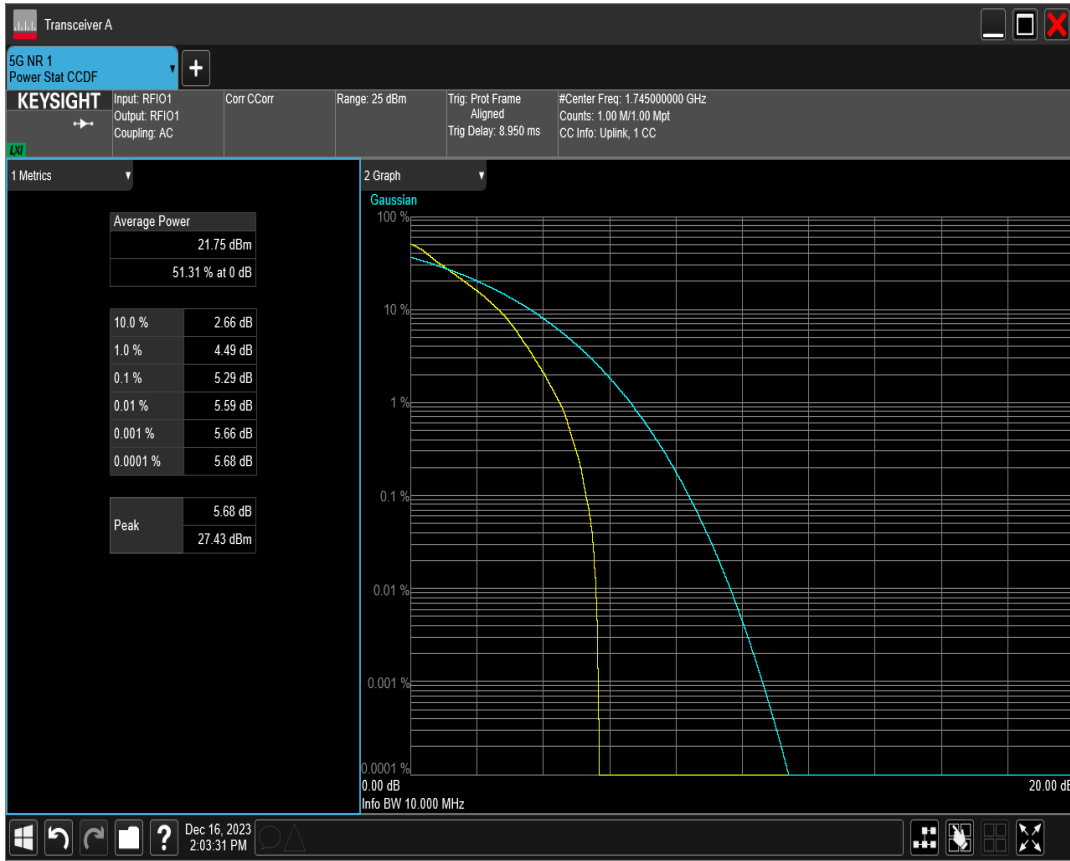 Transceiver A
5G NR 1
Power Stat CCDF
KEYSIGHT
LXI
Input: RFIO1
Output: RFIO1
Coupling: AC
Corr CCorr
Range: 25 dBm
Trig: Prot Frame
Aligned
Trig Delay: 8.950 ms
#Center Freq: 1.745000000 GHz
Counts: 1.00 M/1.00 Mpt
CC Info: Uplink, 1 CC
1 Metrics
Average Power
21.75 dBm
51.31 % at 0 dB
10.0 % 2.66 dB
1.0 % 4.49 dB
0.1 % 5.29 dB
0.01 % 5.59 dB
0.001 % 5.66 dB
0.0001 % 5.68 dB
Peak
5.68 dB
27.43 dBm
2 Graph
Gaussian
100 %
10 %
1 %
0.1 %
0.01 %
0.001 %
0.0001 %
0.00 dB 20.00 dB
Info BW 10.000 MHz
?
Dec 16, 2023
2:03:31 PM